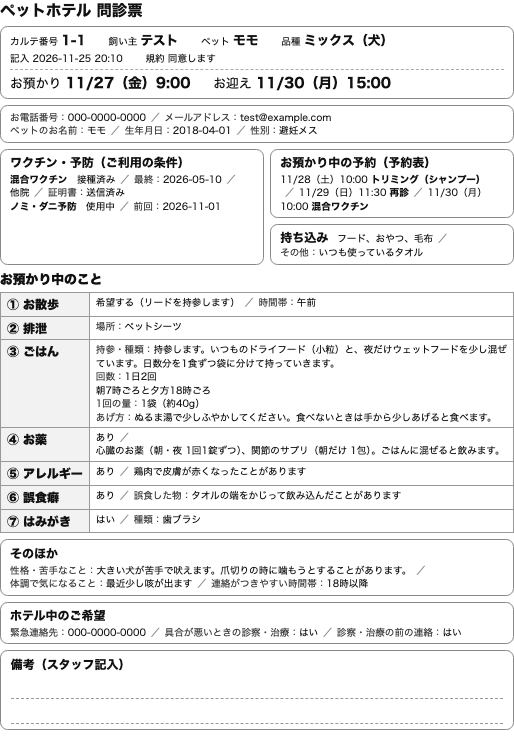 ペットホテル 問診票
カルテ番号 1-1 飼い主 テスト ペット モモ 品種 ミックス（犬）
記入 2026-11-25 20:10 規約 同意します
お預かり 11/27（金）9:00 お迎え 11/30（月）15:00
お電話番号：000-0000-0000 ／ メールアドレス：test@example.com
ペットのお名前：モモ ／ 生年月日：2018-04-01 ／ 性別：避妊メス
ワクチン・予防（ご利用の条件）
混合ワクチン 接種済み ／ 最終：2026-05-10 ／
他院 ／ 証明書：送信済み
ノミ・ダニ予防 使用中 ／ 前回：2026-11-01
お預かり中の予約（予約表）
11/28（土）10:00 トリミング（シャンプー）
／ 11/29（日）11:30 再診 ／ 11/30（月）
10:00 混合ワクチン
持ち込み フード、おやつ、毛布 ／
その他：いつも使っているタオル
お預かり中のこと
① お散歩 希望する（リードを持参します） ／ 時間帯：午前
② 排泄 場所：ペットシーツ
③ ごはん 持参・種類：持参します。いつものドライフード（小粒）と、夜だけウェットフードを少し混ぜ
ています。日数分を1食ずつ袋に分けて持っていきます。
回数：1日2回
朝7時ごろと夕方18時ごろ
1回の量：1袋（約40g）
あげ方：ぬるま湯で少しふやかしてください。食べないときは手から少しあげると食べます。
④ お薬 あり ／
心臓のお薬（朝・夜 1回1錠ずつ）、関節のサプリ（朝だけ 1包）。ごはんに混ぜると飲みます。
⑤ アレルギー あり ／ 鶏肉で皮膚が赤くなったことがあります
⑥ 誤食癖 あり ／ 誤食した物：タオルの端をかじって飲み込んだことがあります
⑦ はみがき はい ／ 種類：歯ブラシ
そのほか
性格・苦手なこと：大きい犬が苦手で吠えます。爪切りの時に噛もうとすることがあります。 ／
体調で気になること：最近少し咳が出ます ／ 連絡がつきやすい時間帯：18時以降
ホテル中のご希望
緊急連絡先：000-0000-0000 ／ 具合が悪いときの診察・治療：はい ／ 診察・治療の前の連絡：はい
備考（スタッフ記入）